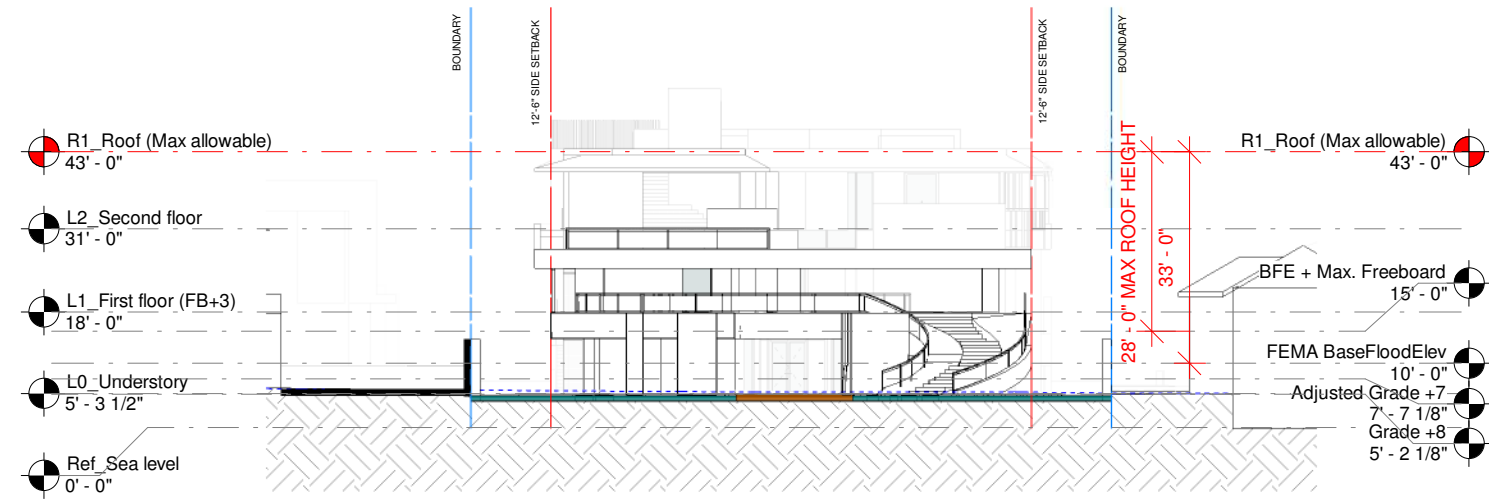 BOUNDARY
12'-6" SIDE SETBACK
12'-6" SIDE SETBACK
BOUNDARY
R1_Roof (Max allowable)
43' - 0"
L2_Second floor
31' - 0"
L1_First floor (FB+3)
18' - 0"
L0_Understory
5' - 3 1/2"
Ref_Sea level
0' - 0"
28' - 0" MAX ROOF HEIGHT
33' - 0"
R1_Roof (Max allowable)
43' - 0"
BFE + Max. Freeboard
15' - 0"
FEMA BaseFloodElev
10' - 0"
Adjusted Grade +7
7' - 7 1/8"
Grade +8
5' - 2 1/8"